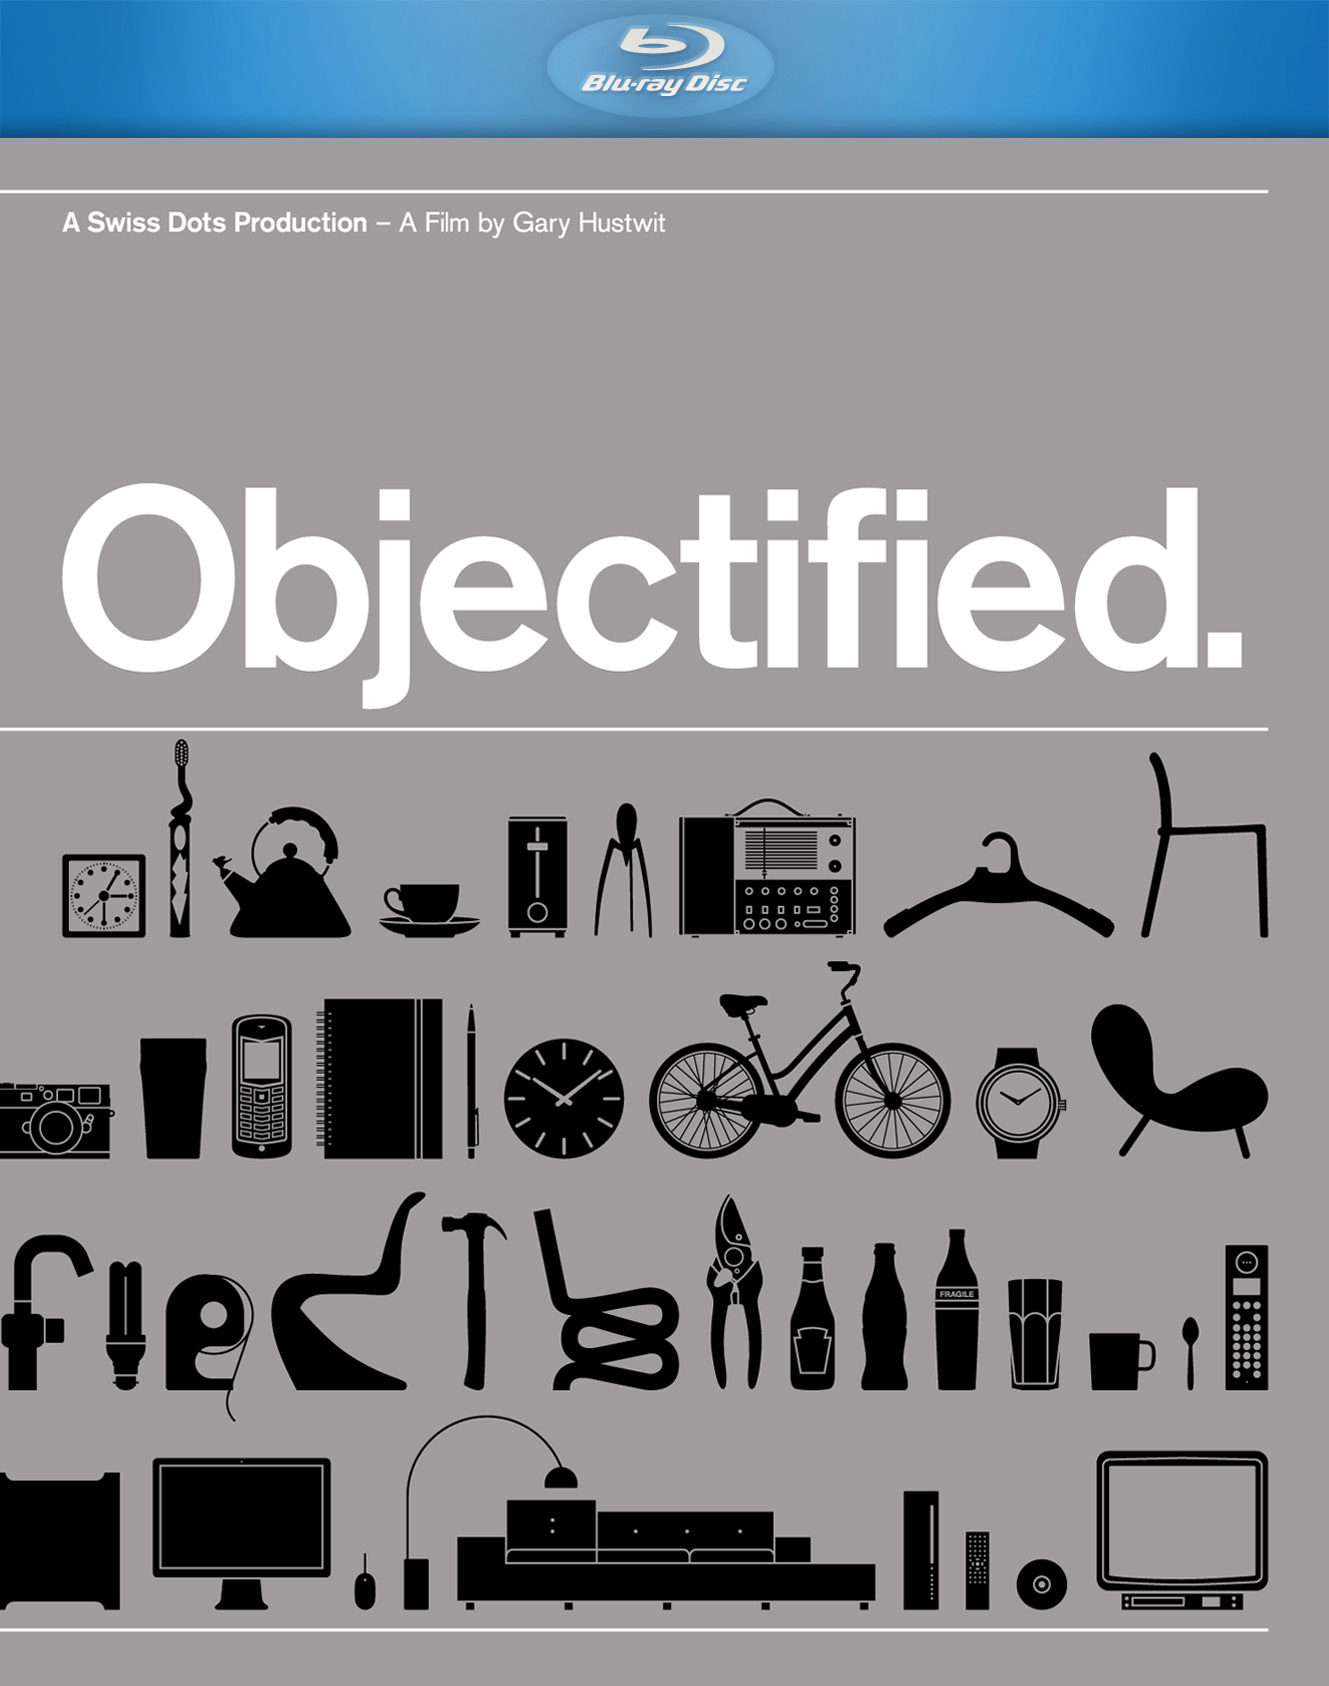 Blu-ray Disc
A Swiss Dots Production – A Film by Gary Hustwit
Objectified.
FRAGILE